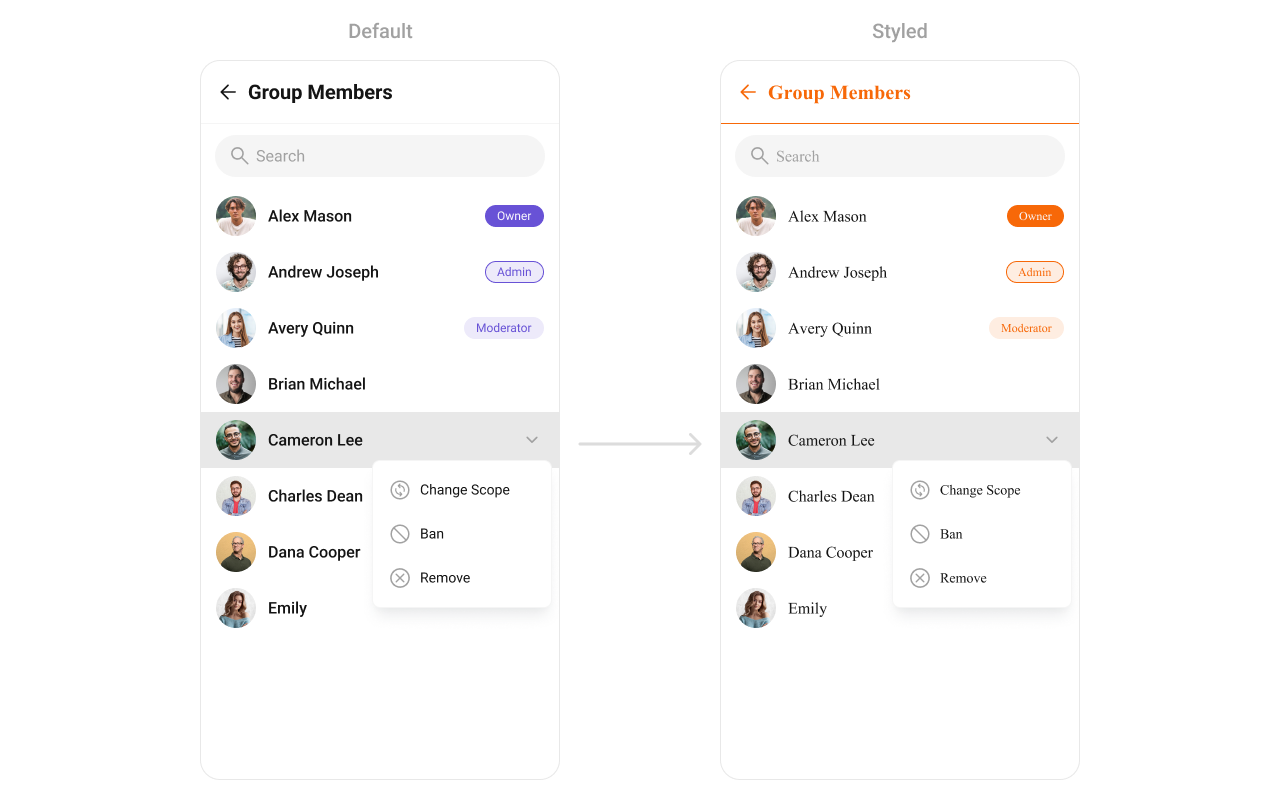 Default
Group Members
Search
Alex Mason
Owner
Andrew Joseph
Admin
Avery Quinn
Moderator
Brian Michael
Cameron Lee
Charles Dean
Change Scope
Ban
Dana Cooper
Remove
Emily
Styled
Group Members
Search
Alex Mason
Owner
Andrew Joseph
Admin
Avery Quinn
Moderator
Brian Michael
Cameron Lee
Charles Dean
Change Scope
Ban
Dana Cooper
Remove
Emily